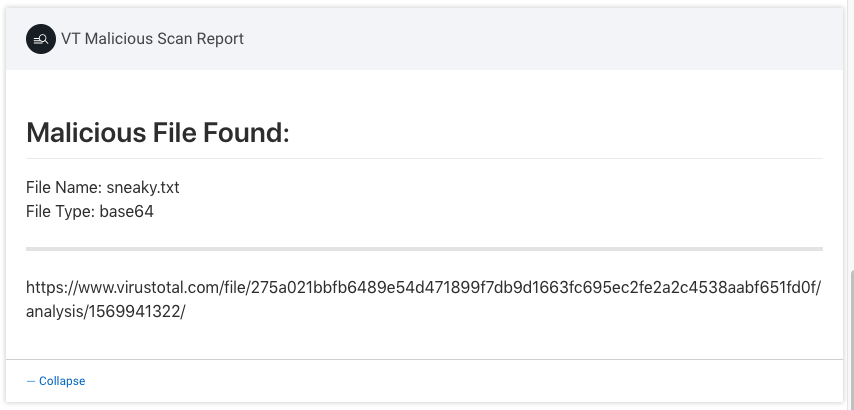 VT Malicious Scan Report
Malicious File Found:
File Name: sneaky.txt
File Type: base64
https://www.virustotal.com/file/275a021bbfb6489e54d471899f7db9d1663fc695ec2fe2a2c4538aabf651fd0f/
analysis/1569941322/
— Collapse